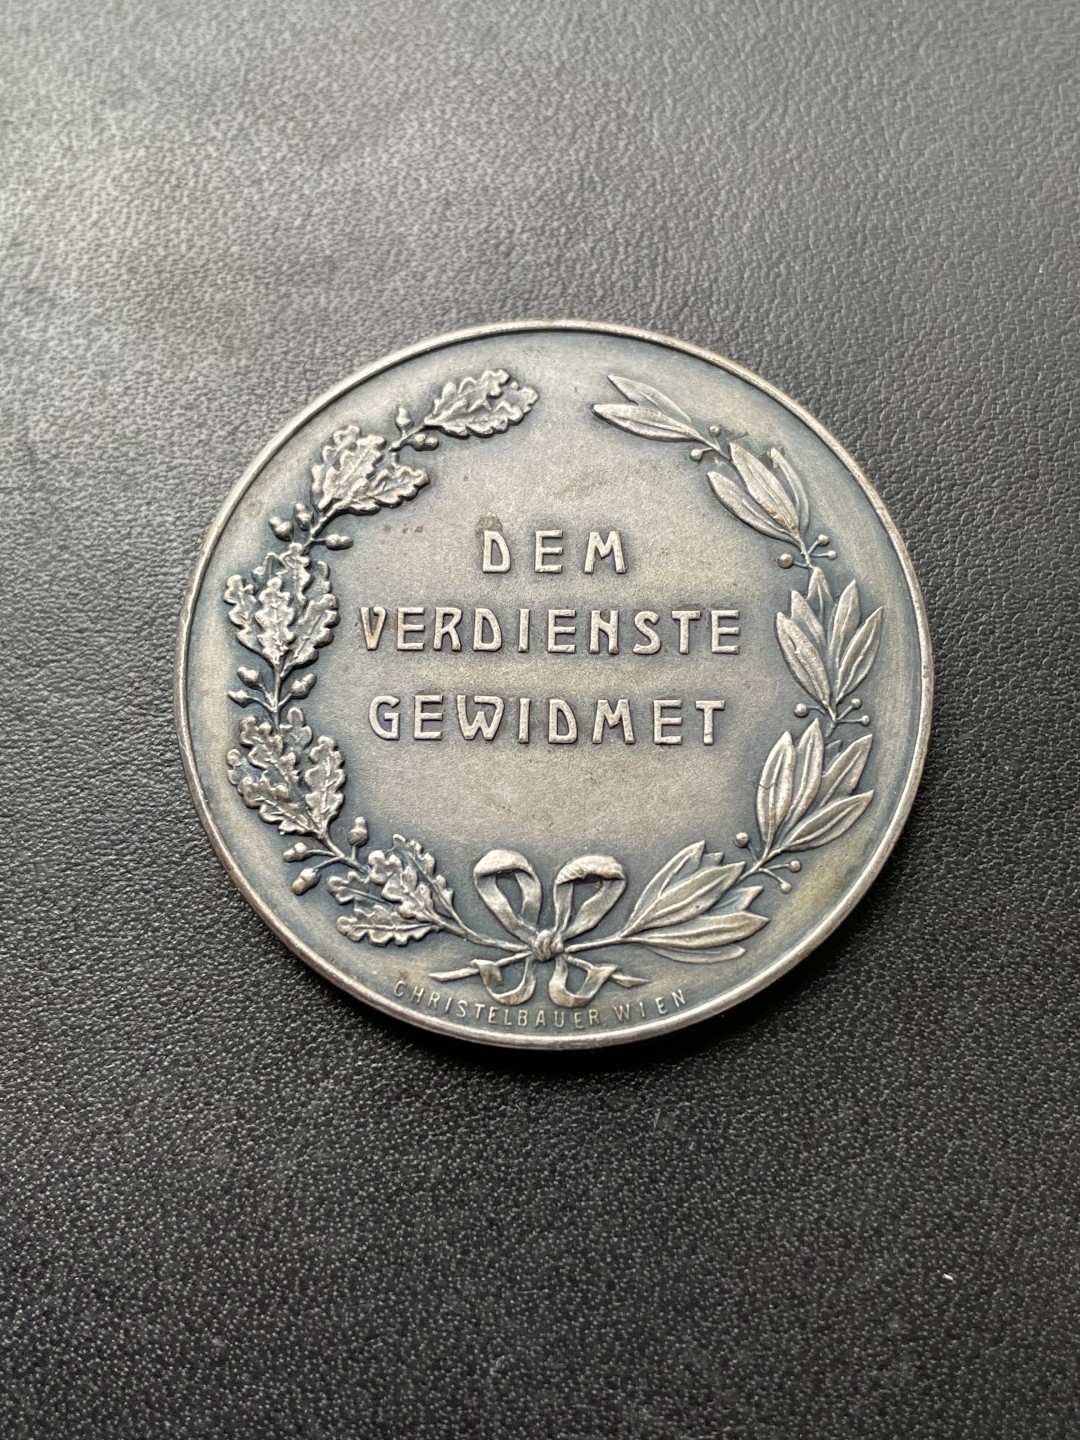 DEM
VERDIENSTE
GEWIDMET
CHRISTELBAUER, WIEN